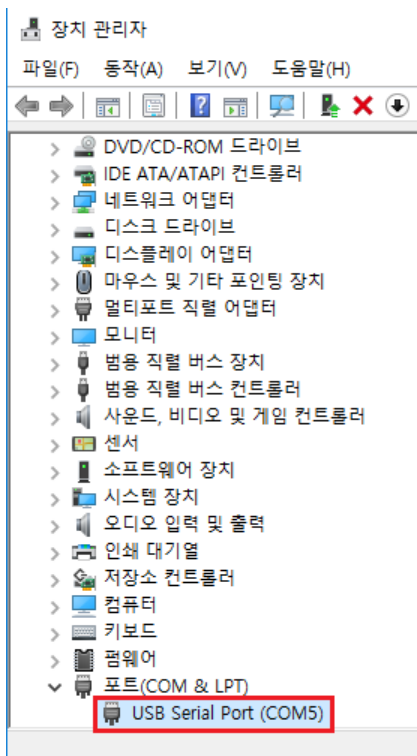 장치 관리자
파일(F) 동작(A) 보기(V) 도움말(H)
DVD/CD-ROM 드라이브
IDE ATA/ATAPI 컨트롤러
네트워크 어댑터
디스크 드라이브
디스플레이 어댑터
마우스 및 기타 포인팅 장치
멀티포트 직렬 어댑터
모니터
범용 직렬 버스 장치
범용 직렬 버스 컨트롤러
사운드, 비디오 및 게임 컨트롤러
센서
소프트웨어 장치
시스템 장치
오디오 입력 및 출력
인쇄 대기열
저장소 컨트롤러
컴퓨터
키보드
펌웨어
포트(COM & LPT)
USB Serial Port (COM5)